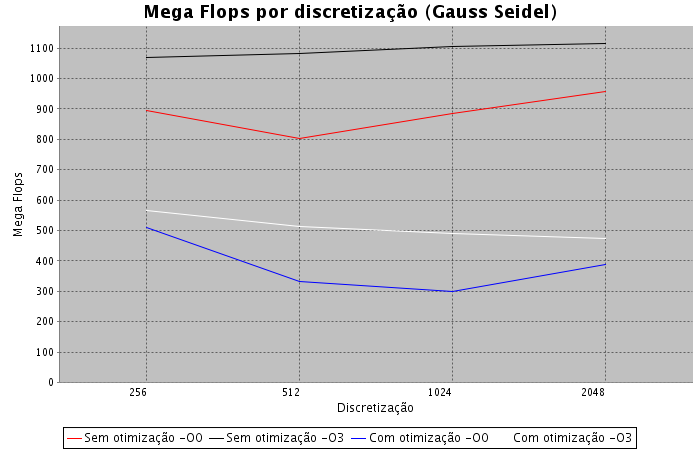 Mega Flops por discretização (Gauss Seidel)
1100
1000
900
800
700
600
500
400
300
200
100
0
Mega Flops
256 512 1024 2048
Discretização
Sem otimização -O0 Sem otimização -O3 Com otimização -O0 Com otimização -O3